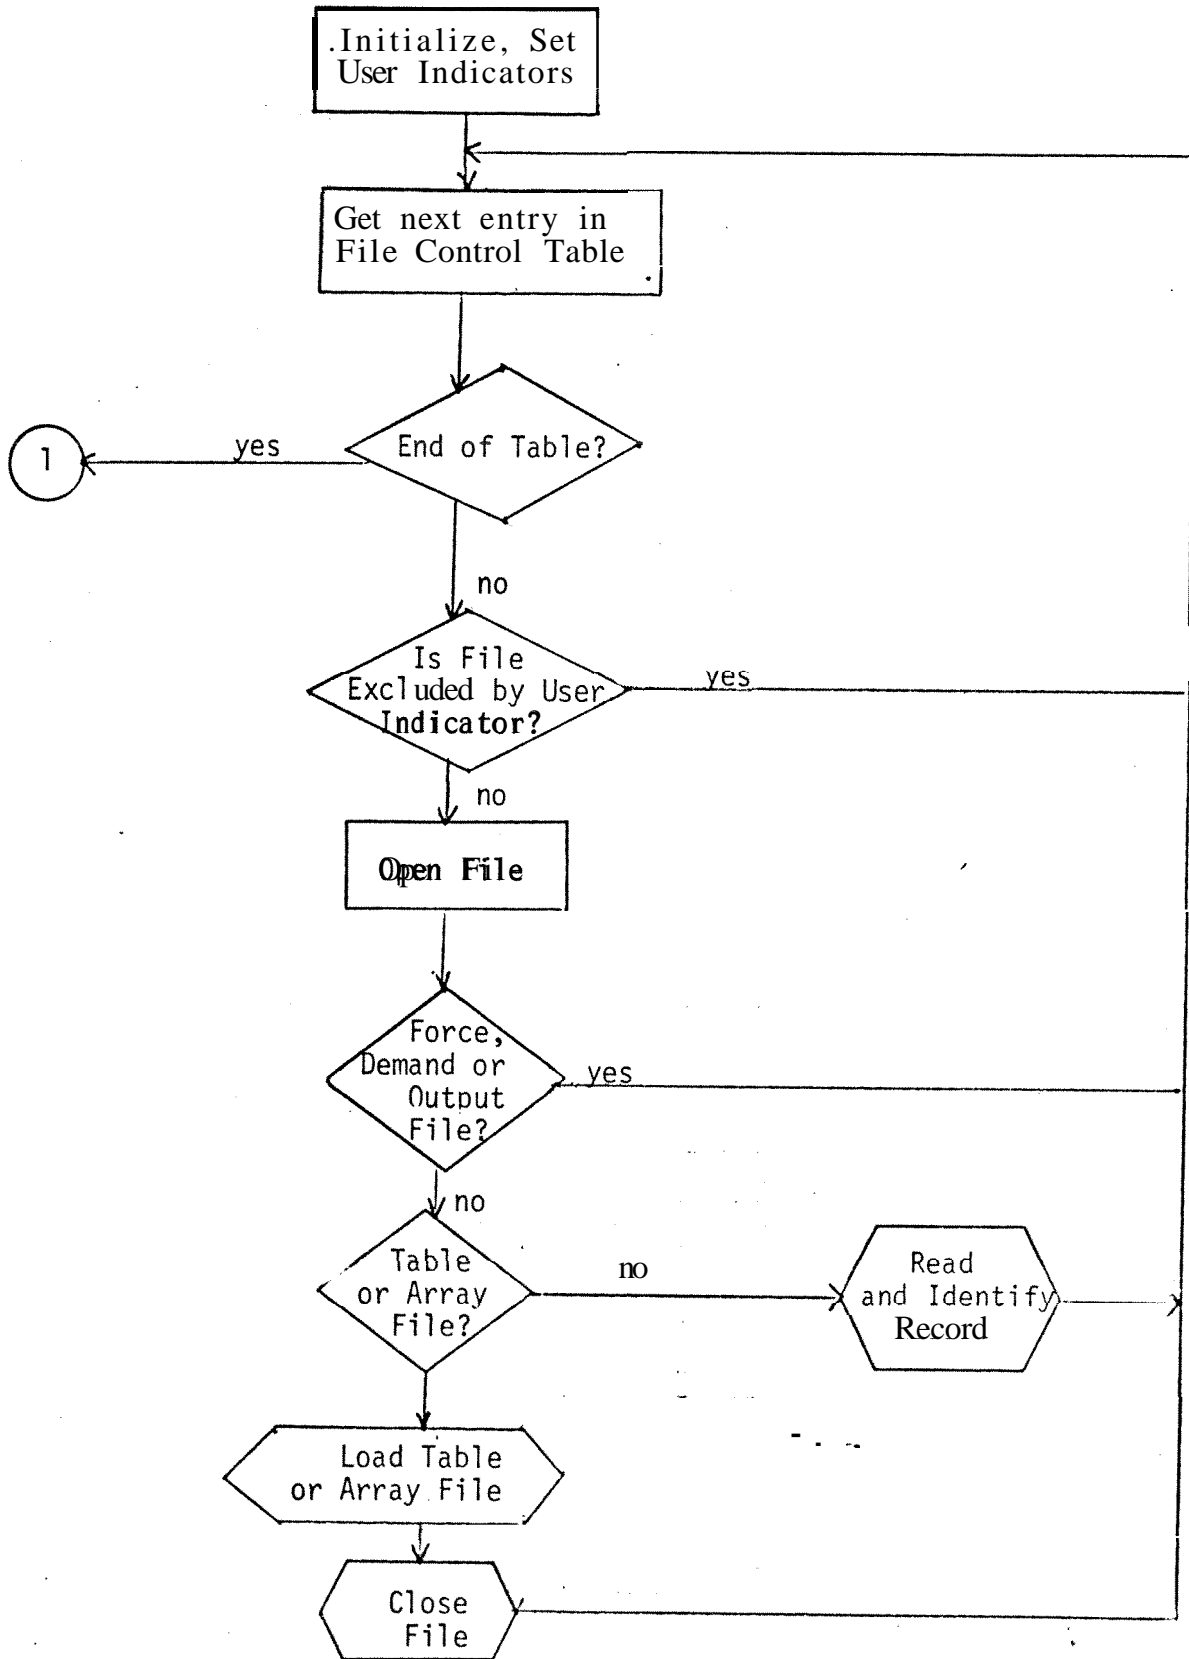 .Initialize, Set
User Indicators
Get next entry in
File Control Table
End of Table?
yes
1
no
Is File
Excluded by User
Indicator?
yes
no
Open File
Force,
Demand or
Output
File?
yes
no
Table
or Array
File?
no
Read
and Identify
Record
Load Table
or Array File
Close
File